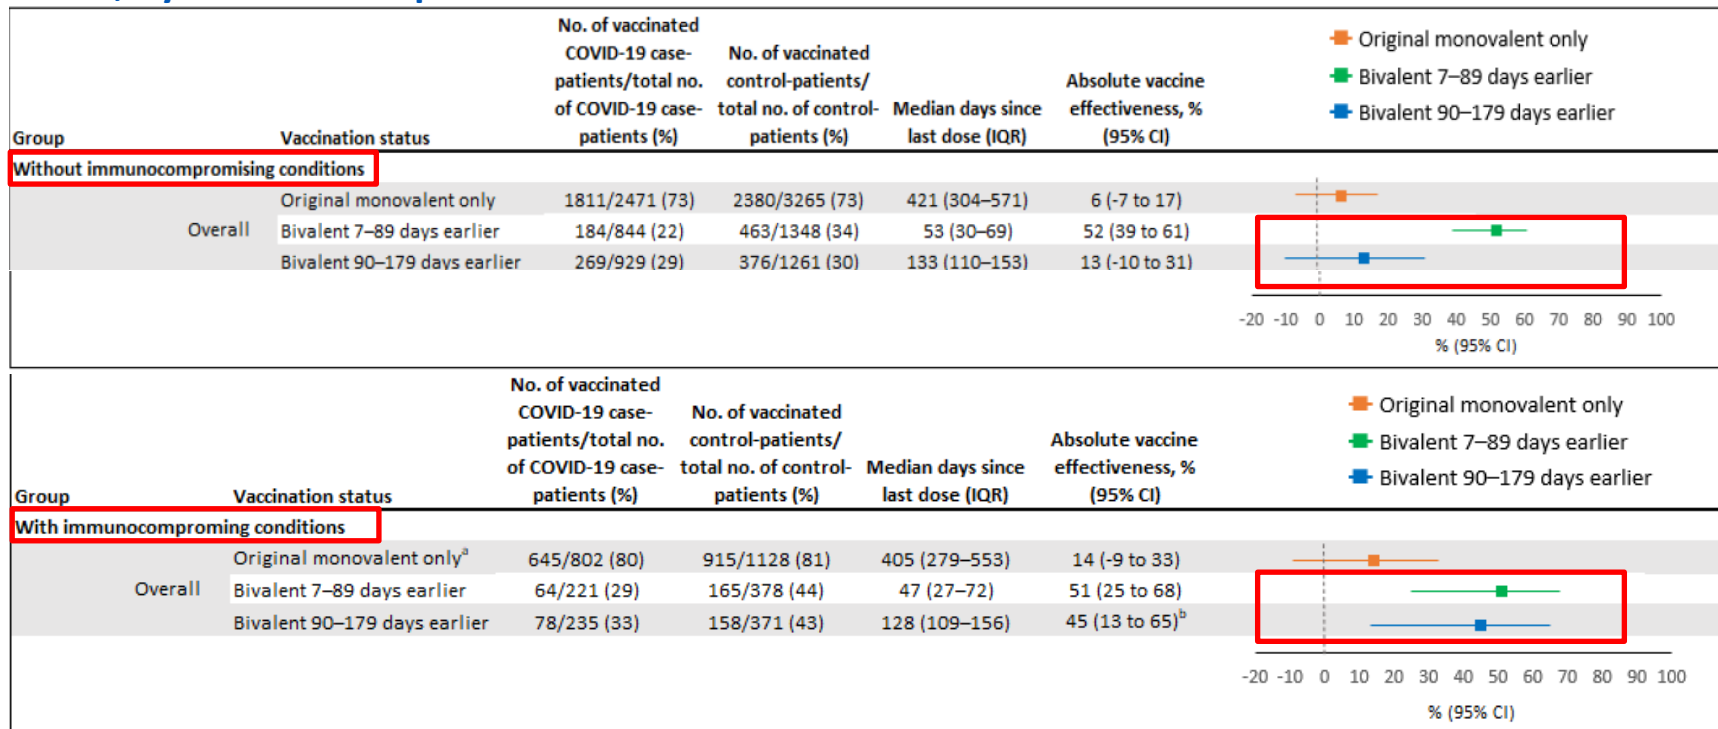 No. of vaccinated
COVID-19 case- No. of vaccinated
patients/total no. control-patients/ Absolute vaccine
of COVID-19 case- total no. of control- Median days since effectiveness, %
Group Vaccination status patients (%) patients (%) last dose (IQR) (95% CI)
Original monovalent only
Bivalent 7–89 days earlier
Bivalent 90–179 days earlier
Without immunocompromising conditions
Original monovalent only 1811/2471 (73) 2380/3265 (73) 421 (304–571) 6 (-7 to 17)
Overall Bivalent 7–89 days earlier 184/844 (22) 463/1348 (34) 53 (30–69) 52 (39 to 61)
Bivalent 90–179 days earlier 269/929 (29) 376/1261 (30) 133 (110–153) 13 (-10 to 31)
-20 -10 0 10 20 30 40 50 60 70 80 90 100
% (95% CI)
No. of vaccinated
COVID-19 case- No. of vaccinated
patients/total no. control-patients/ Absolute vaccine
of COVID-19 case- total no. of control- Median days since effectiveness, %
Group Vaccination status patients (%) patients (%) last dose (IQR) (95% CI)
Original monovalent only
Bivalent 7–89 days earlier
Bivalent 90–179 days earlier
With immunocomproming conditions
Original monovalent only^a 645/802 (80) 915/1128 (81) 405 (279–553) 14 (-9 to 33)
Overall Bivalent 7–89 days earlier 64/221 (29) 165/378 (44) 47 (27–72) 51 (25 to 68)
Bivalent 90–179 days earlier 78/235 (33) 158/371 (43) 128 (109–156) 45 (13 to 65)^b
-20 -10 0 10 20 30 40 50 60 70 80 90 100
% (95% CI)